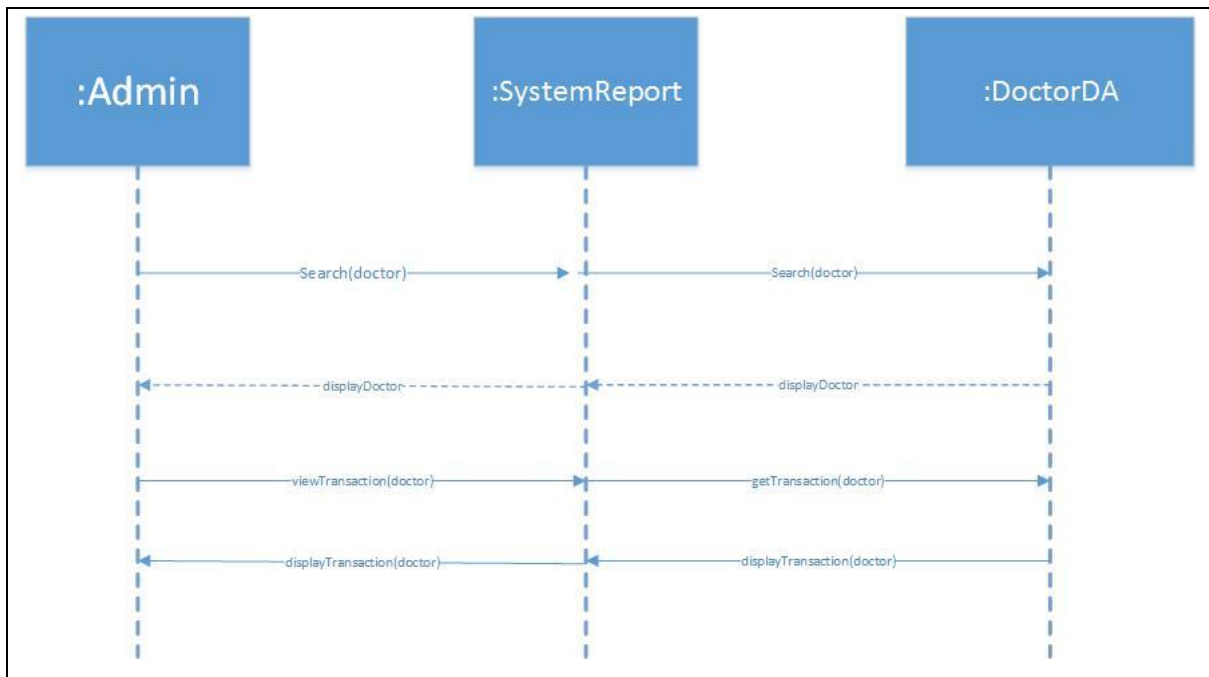 :Admin
:SystemReport
:DoctorDA
Search(doctor)
Search(doctor)
displayDoctor
displayDoctor
viewTransaction(doctor)
getTransaction(doctor)
displayTransaction(doctor)
displayTransaction(doctor)